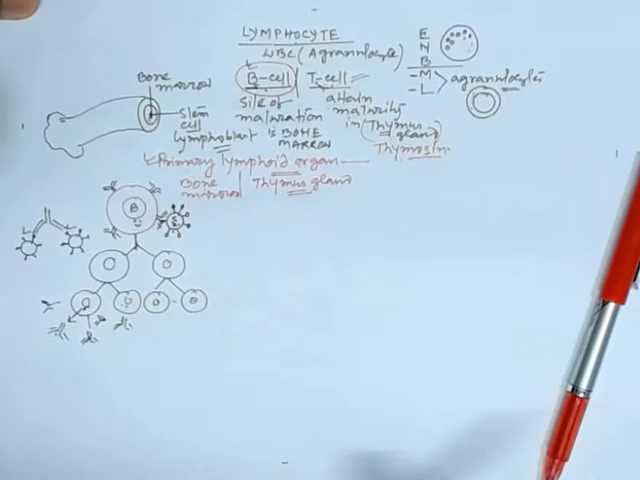 LYMPHOCYTE
WBC (Agranulocyte)
B-cell | T-cell
site of
maturation
is BONE
MARROW
attain
maturity
in (Thymus
gland)
Thymosin
E
N
B
- M
- L
agranulocytes
Bone
marrow
Stem
cell
Lymphoblast
Primary lymphoid organ
Bone
marrow | Thymus gland
B